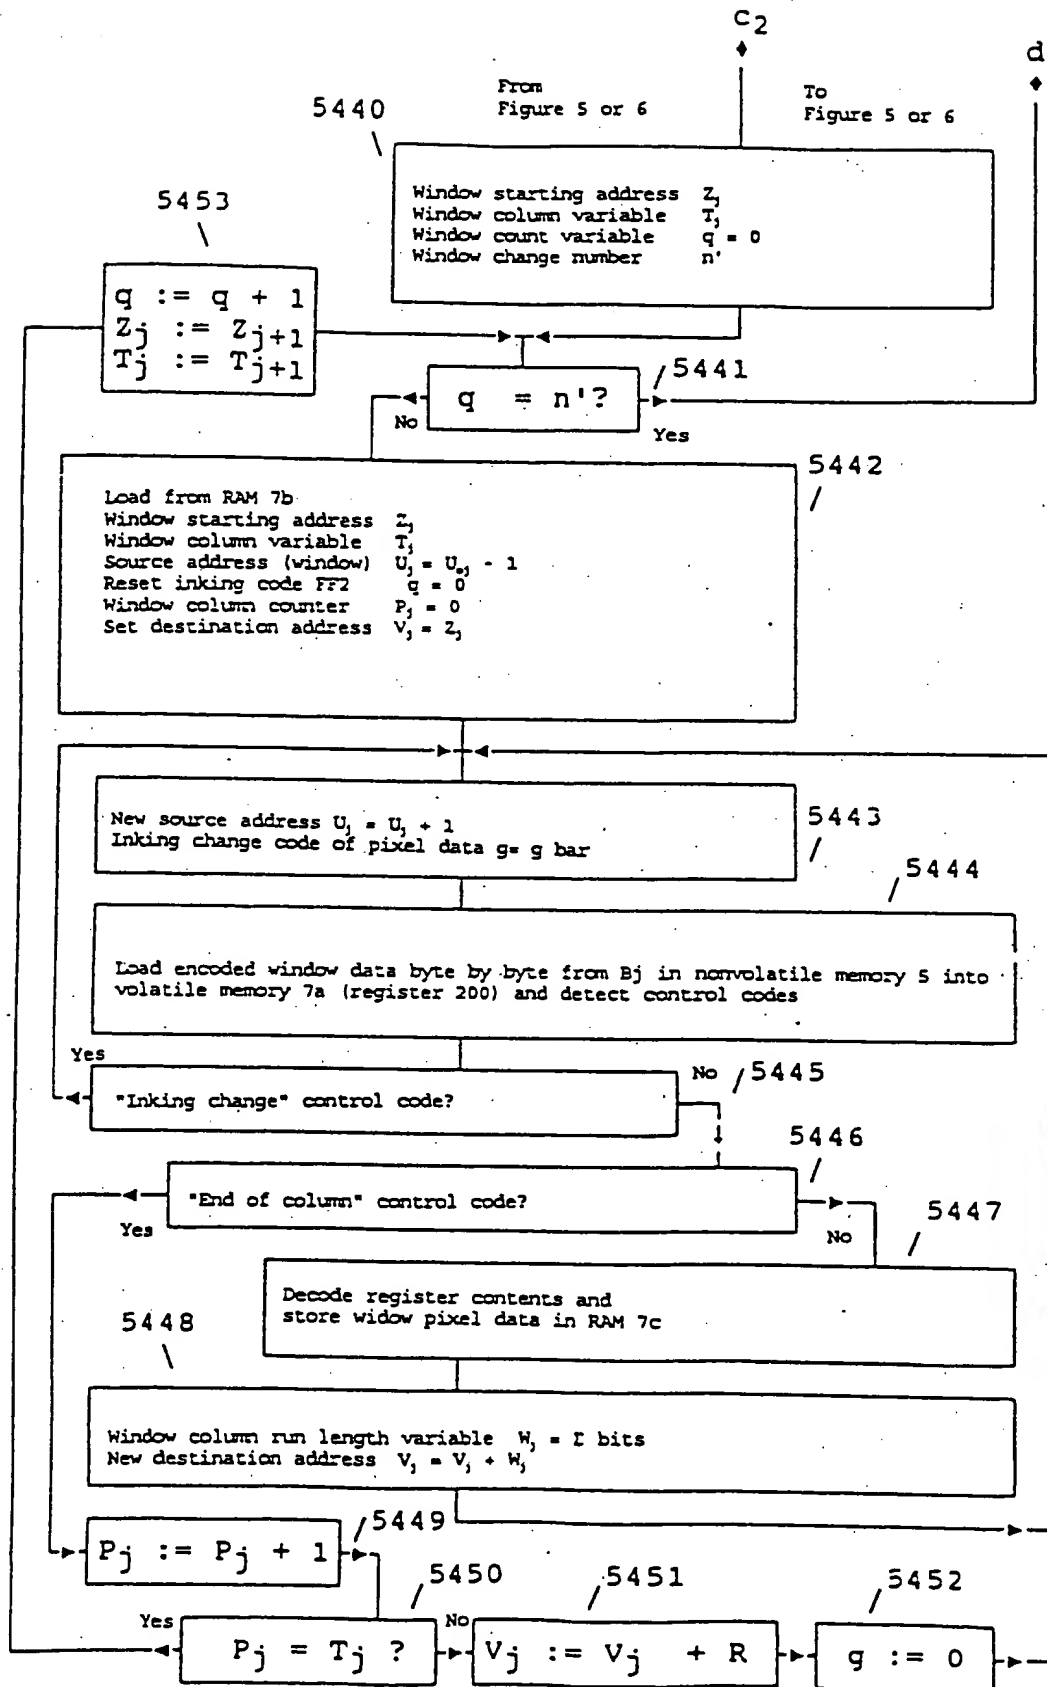 c2
d
From
Figure 5 or 6
To
Figure 5 or 6
5440
Window starting address Zj
Window column variable Tj
Window count variable q = 0
Window change number n'
5453
q := q + 1
Zj := Zj+1
Tj := Tj+1
5441
q = n'?
No
Yes
5442
Load from RAM 7b
Window starting address Zj
Window column variable Tj
Source address (window) Uj = Uoj - 1
Reset inking code FF2 g = 0
Window column counter Pj = 0
Set destination address Vj = Zj
New source address Uj = Uj + 1
Inking change code of pixel data g= g bar
5443
5444
Load encoded window data byte by byte from Bj in nonvolatile memory 5 into
volatile memory 7a (register 200) and detect control codes
Yes
"Inking change" control code?
No
5445
5446
"End of column" control code?
Yes
No
5447
Decode register contents and
store widow pixel data in RAM 7c
5448
Window column run length variable Wj = Σ bits
New destination address Vj = Vj + Wj
5449
Pj := Pj + 1
5450
5451
5452
Yes
Pj = Tj ?
No
Vj := Vj + R
g := 0